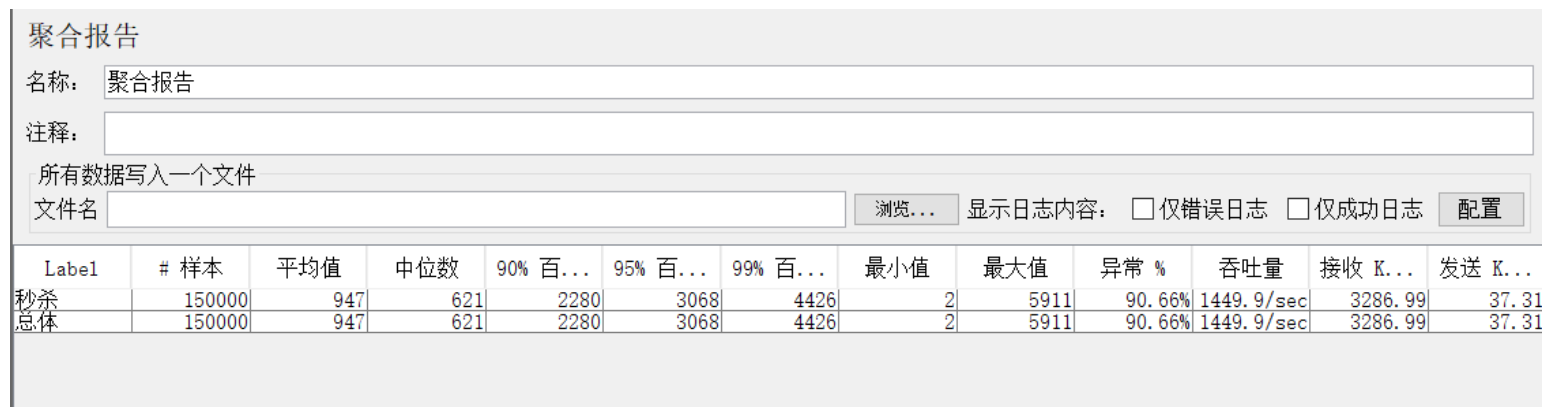 聚合报告
名称： 聚合报告
注释：
所有数据写入一个文件
文件名 浏览... 显示日志内容： 仅错误日志 仅成功日志 配置
Label # 样本 平均值 中位数 90% 百... 95% 百... 99% 百... 最小值 最大值 异常 % 吞吐量 接收 K... 发送 K...
秒杀 150000 947 621 2280 3068 4426 2 5911 90.66% 1449.9/sec 3286.99 37.31
总体 150000 947 621 2280 3068 4426 2 5911 90.66% 1449.9/sec 3286.99 37.31